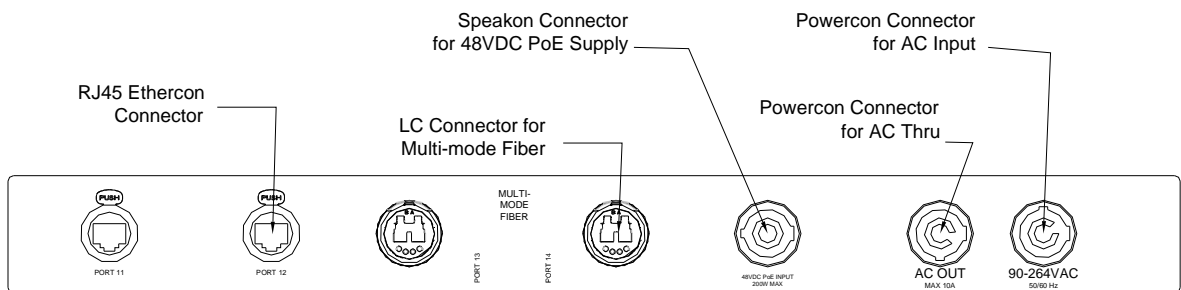 Speakon Connector
for 48VDC PoE Supply
Powercon Connector
for AC Input
RJ45 Ethercon
Connector
LC Connector for
Multi-mode Fiber
Powercon Connector
for AC Thru
PUSH
PORT 11
PUSH
PORT 12
B A
MULTI-
MODE
FIBER
PORT 13
PORT 14
B A
48VDC PoE INPUT
200W MAX
AC OUT
MAX 10A
90-264VAC
50/60 Hz